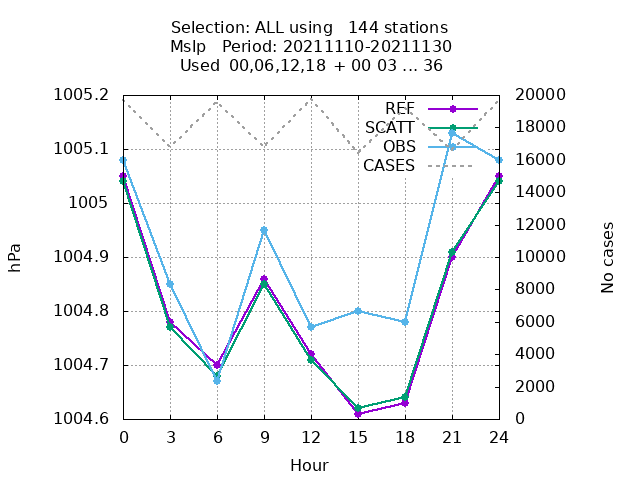 Selection: ALL using   144 stations
Mslp   Period: 20211110-20211130
Used  00,06,12,18 + 00 03 ... 36
REF
SCATT
OBS
CASES
1005.2
1005.1
1005
1004.9
1004.8
1004.7
1004.6
20000
18000
16000
14000
12000
10000
8000
6000
4000
2000
0
hPa
No cases
0 3 6 9 12 15 18 21 24
Hour